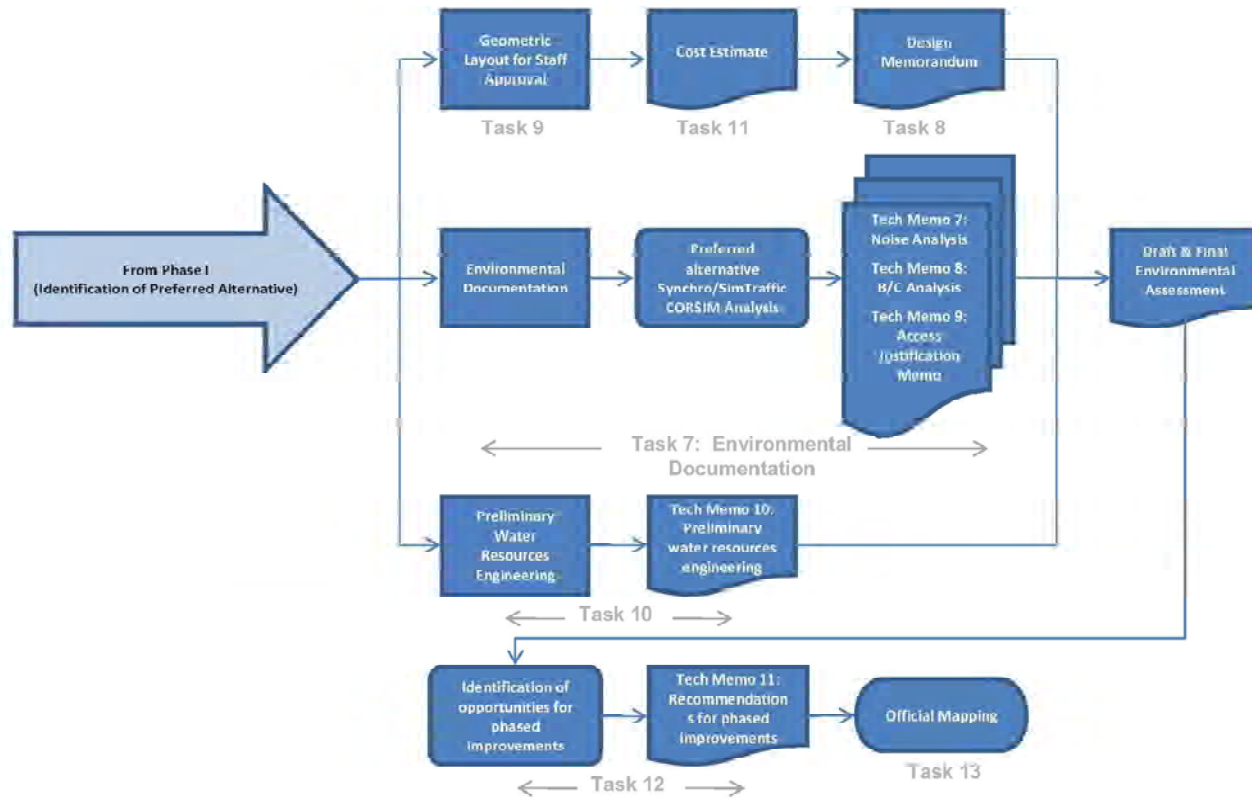 Geometric
Layout for Staff
Approval
Cost Estimate
Design
Memorandum
Task 9
Task 11
Task 8
From Phase I
(Identification of Preferred Alternative)
Environmental
Documentation
Preferred
alternative
Synchro/SimTraffic
CORSIM Analysis
Tech Memo 7:
Noise Analysis
Tech Memo 8:
B/C Analysis
Tech Memo 9:
Access
Justification
Memo
Draft & Final
Environmental
Assessment
Task 7: Environmental
Documentation
Preliminary
Water
Resources
Engineering
Tech Memo 10:
Preliminary
water resources
engineering
Task 10
Identification of
opportunities for
phased
improvements
Tech Memo 11:
Recommendation
s for phased
improvements
Official Mapping
Task 12
Task 13